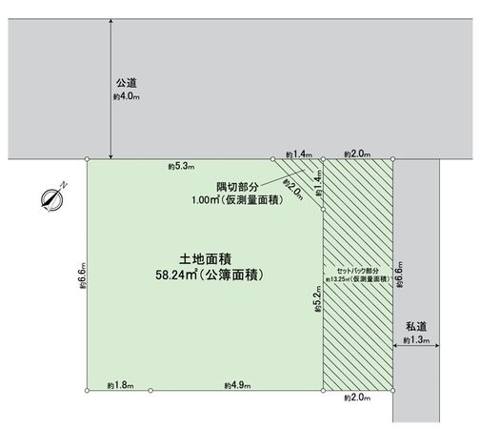 公道
約4.0m
約5.3m
約1.4m
約2.0m
隅切部分
1.00㎡(仮測量面積)
約2.0m
約1.4m
N
土地面積
58.24㎡(公簿面積)
セットバック部分
約13.25㎡(仮測量面積)
約6.6m
約5.2m
約6.6m
私道
約1.3m
約1.8m
約4.9m
約2.0m